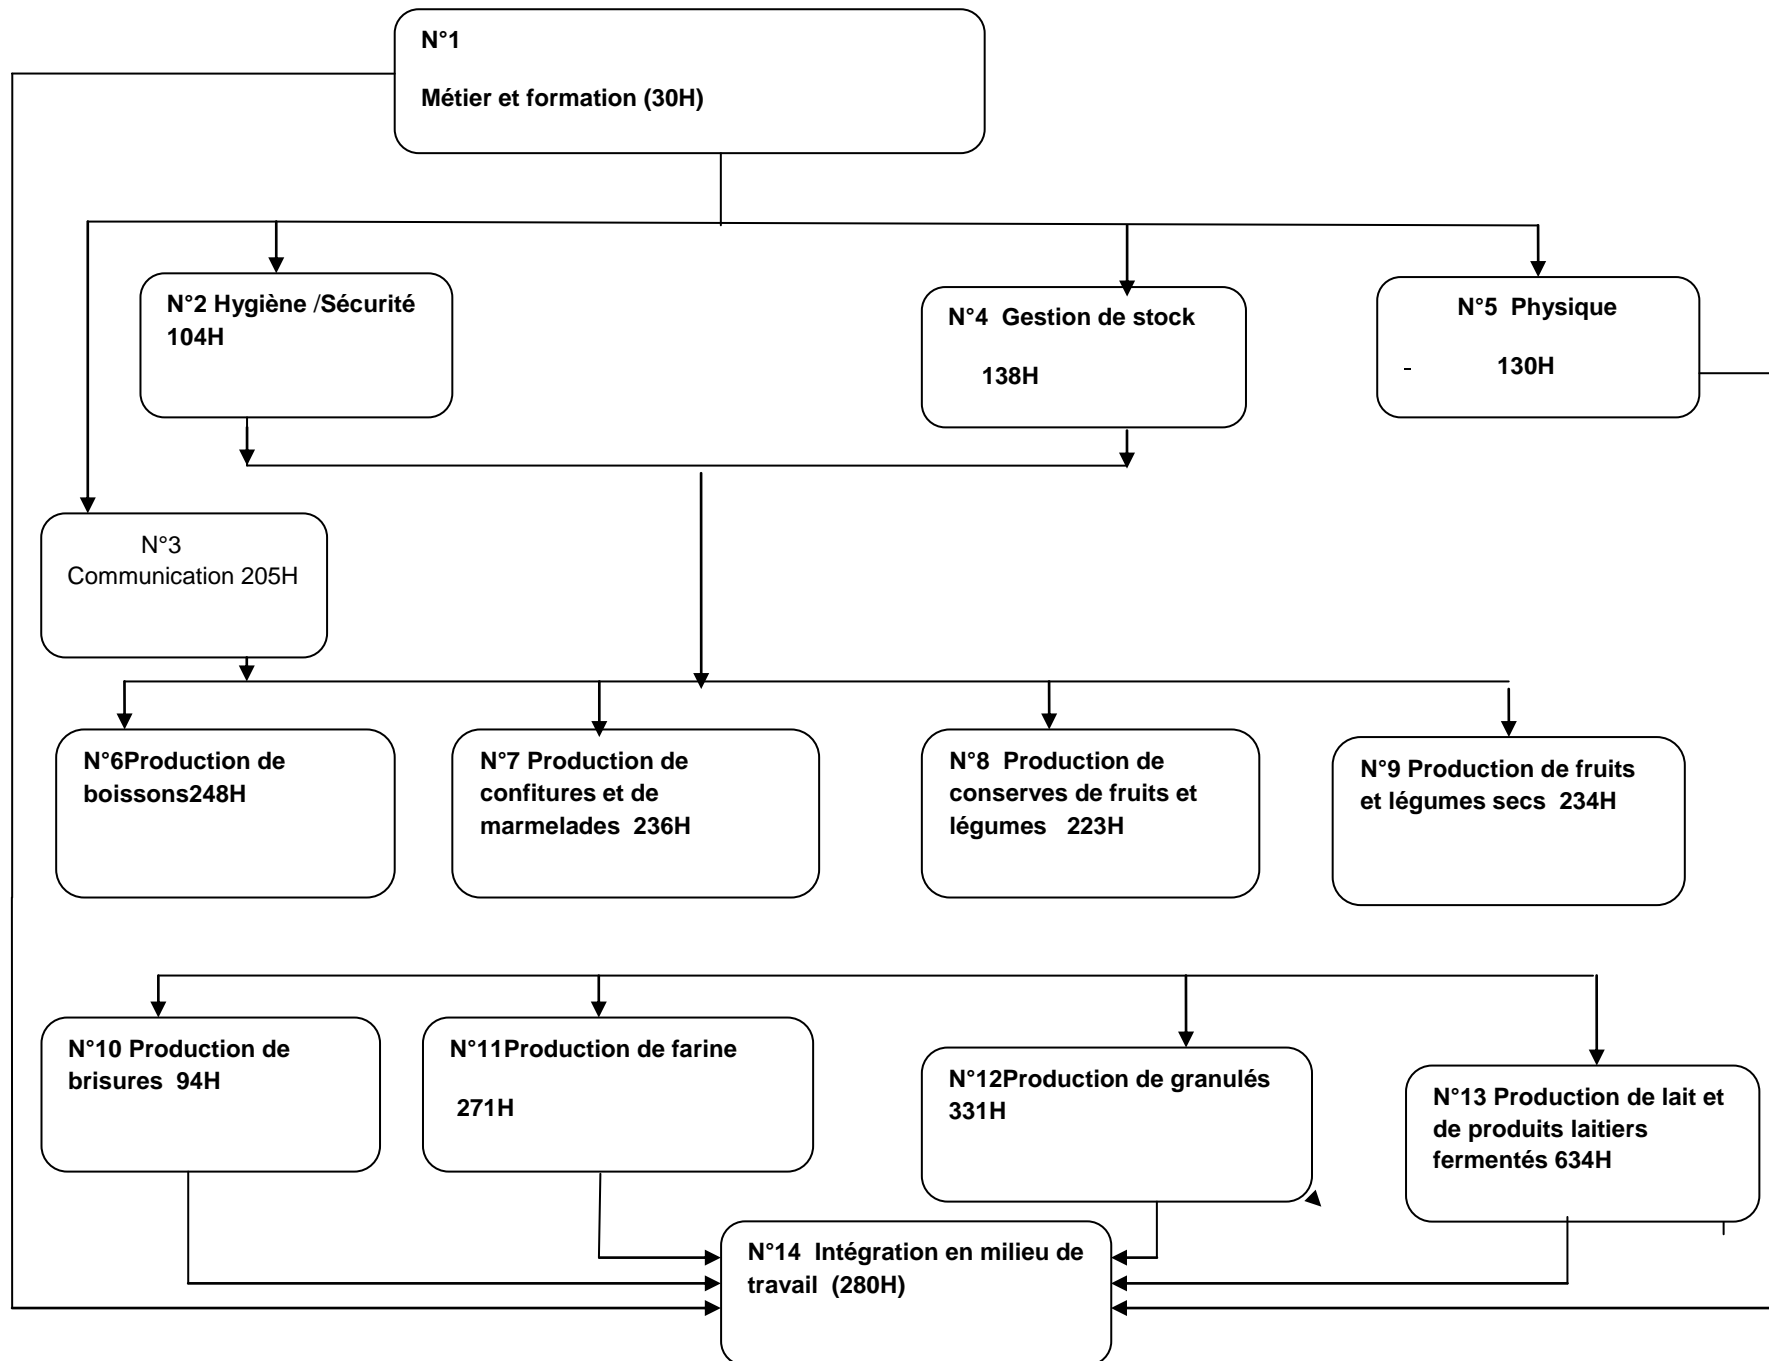 N°1
Métier et formation (30H)
N°2 Hygiène /Sécurité
104H
N°4  Gestion de stock
138H
N°5  Physique
-            130H
N°3
Communication 205H
N°6Production de
boissons248H
N°7 Production de
confitures et de
marmelades  236H
N°8  Production de
conserves de fruits et
légumes   223H
N°9 Production de fruits
et légumes secs  234H
N°10 Production de
brisures  94H
N°11Production de farine
271H
N°12Production de granulés
331H
N°13 Production de lait et
de produits laitiers
fermentés 634H
N°14  Intégration en milieu de
travail  (280H)